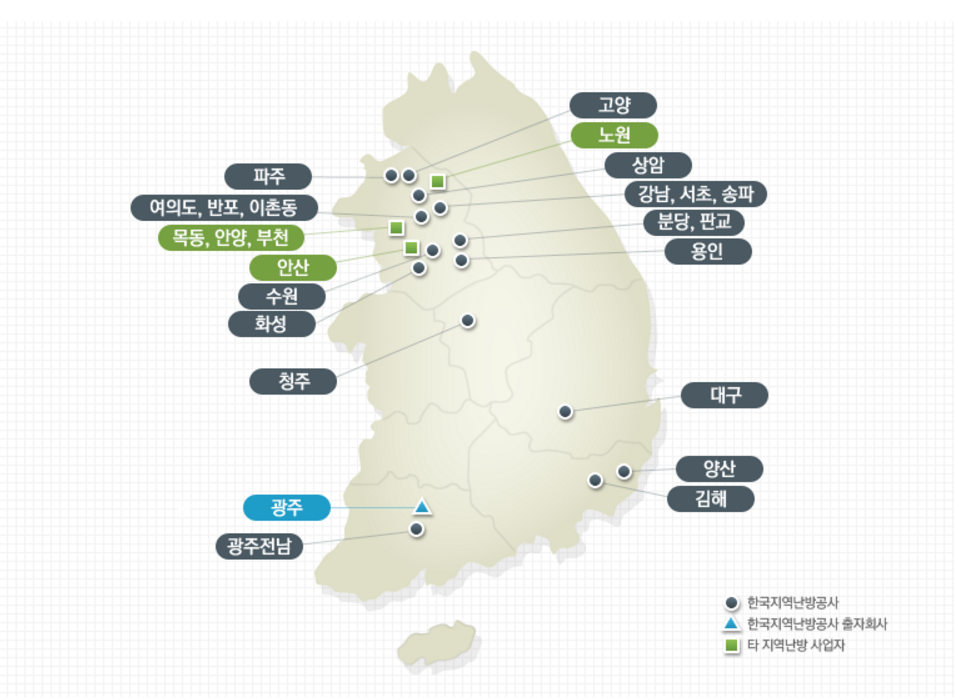 고양
노원
상암
파주
강남, 서초, 송파
여의도, 반포, 이촌동
분당, 판교
목동, 안양, 부천
용인
안산
수원
화성
청주
대구
양산
김해
광주
광주전남
한국지역난방공사
한국지역난방공사 출자회사
타 지역난방 사업자